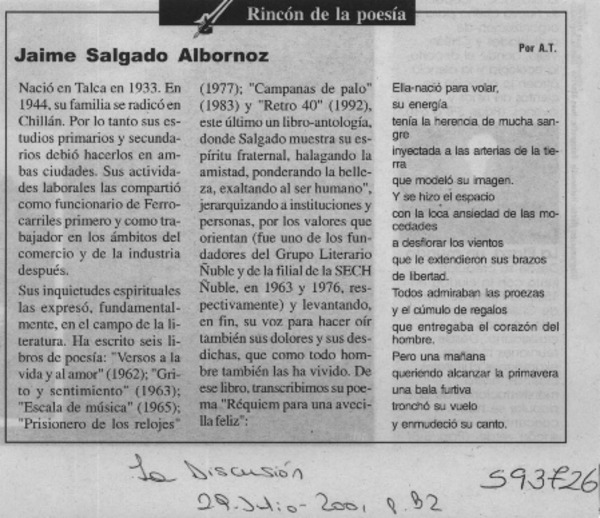 Rincón de la poesía
Jaime Salgado Albornoz
Por A.T.
Nació en Talca en 1933. En
1944, su familia se radicó en
Chillán. Por lo tanto sus es-
tudios primarios y secunda-
rios debió hacerlos en am-
bas ciudades. Sus activida-
des laborales las compartió
como funcionario de Ferro-
carriles primero y como tra-
bajador en los ámbitos del
comercio y de la industria
después.
Sus inquietudes espirituales
las expresó, fundamental-
mente, en el campo de la li-
teratura. Ha escrito seis li-
bros de poesía: "Versos a la
vida y al amor" (1962); "Gri-
to y sentimiento" (1963);
"Escala de música" (1965);
"Prisionero de los relojes"
(1977); "Campanas de palo"
(1983) y "Retro 40" (1992),
este último un libro-antología,
donde Salgado muestra su es-
píritu fraternal, halagando la
amistad, ponderando la belle-
za, exaltando al ser humano",
jerarquizando a instituciones y
personas, por los valores que
orientan (fue uno de los fun-
dadores del Grupo Literario
Ñuble y de la filial de la SECH
Ñuble, en 1963 y 1976, res-
pectivamente) y levantando,
en fin, su voz para hacer oír
también sus dolores y sus des-
dichas, que como todo hom-
bre también las ha vivido. De
ese libro, transcribimos su poe-
ma "Réquiem para una aveci-
lla feliz":
Ella nació para volar,
su energía
tenía la herencia de mucha san-
gre
inyectada a las arterias de la tie-
rra
que modeló su imagen.
Y se hizo el espacio
con la loca ansiedad de las mo-
cedades
a desflorar los vientos
que le extendieron sus brazos
de libertad.
Todos admiraban las proezas
y el cúmulo de regalos
que entregaba el corazón del
hombre.
Pero una mañana
queriendo alcanzar la primavera
una bala furtiva
tronchó su vuelo
y enmudeció su canto.
La Discusión
29-Julio-2001 p. B2
593726